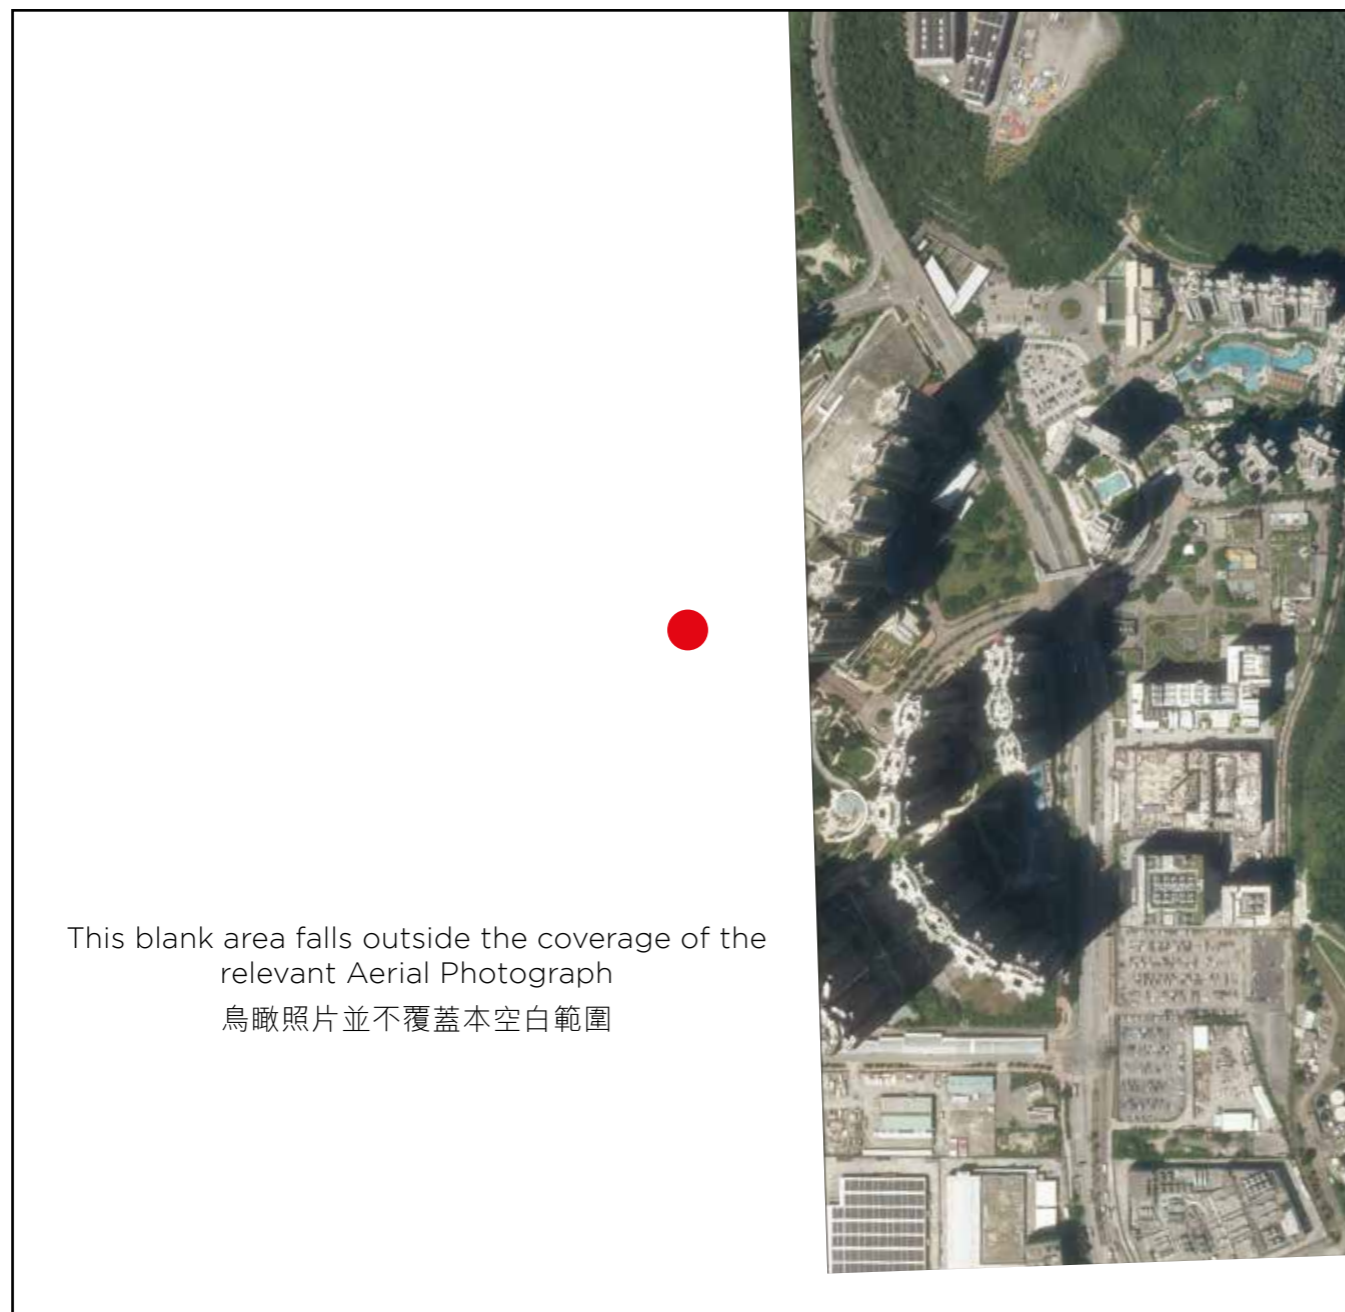 This blank area falls outside the coverage of the
relevant Aerial Photograph
鳥瞰照片並不覆蓋本空白範圍